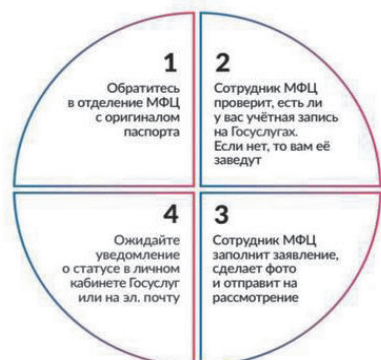 1
Обратитесь
в отделение МФЦ
с оригиналом
паспорта
2
Сотрудник МФЦ
проверит, есть ли
у вас учётная запись
на Госуслугах.
Если нет, то вам её
заведут
3
Сотрудник МФЦ
заполнит заявление,
сделает фото
и отправит на
рассмотрение
4
Ожидайте
уведомление
о статусе в личном
кабинете Госуслуг
или на эл. почту